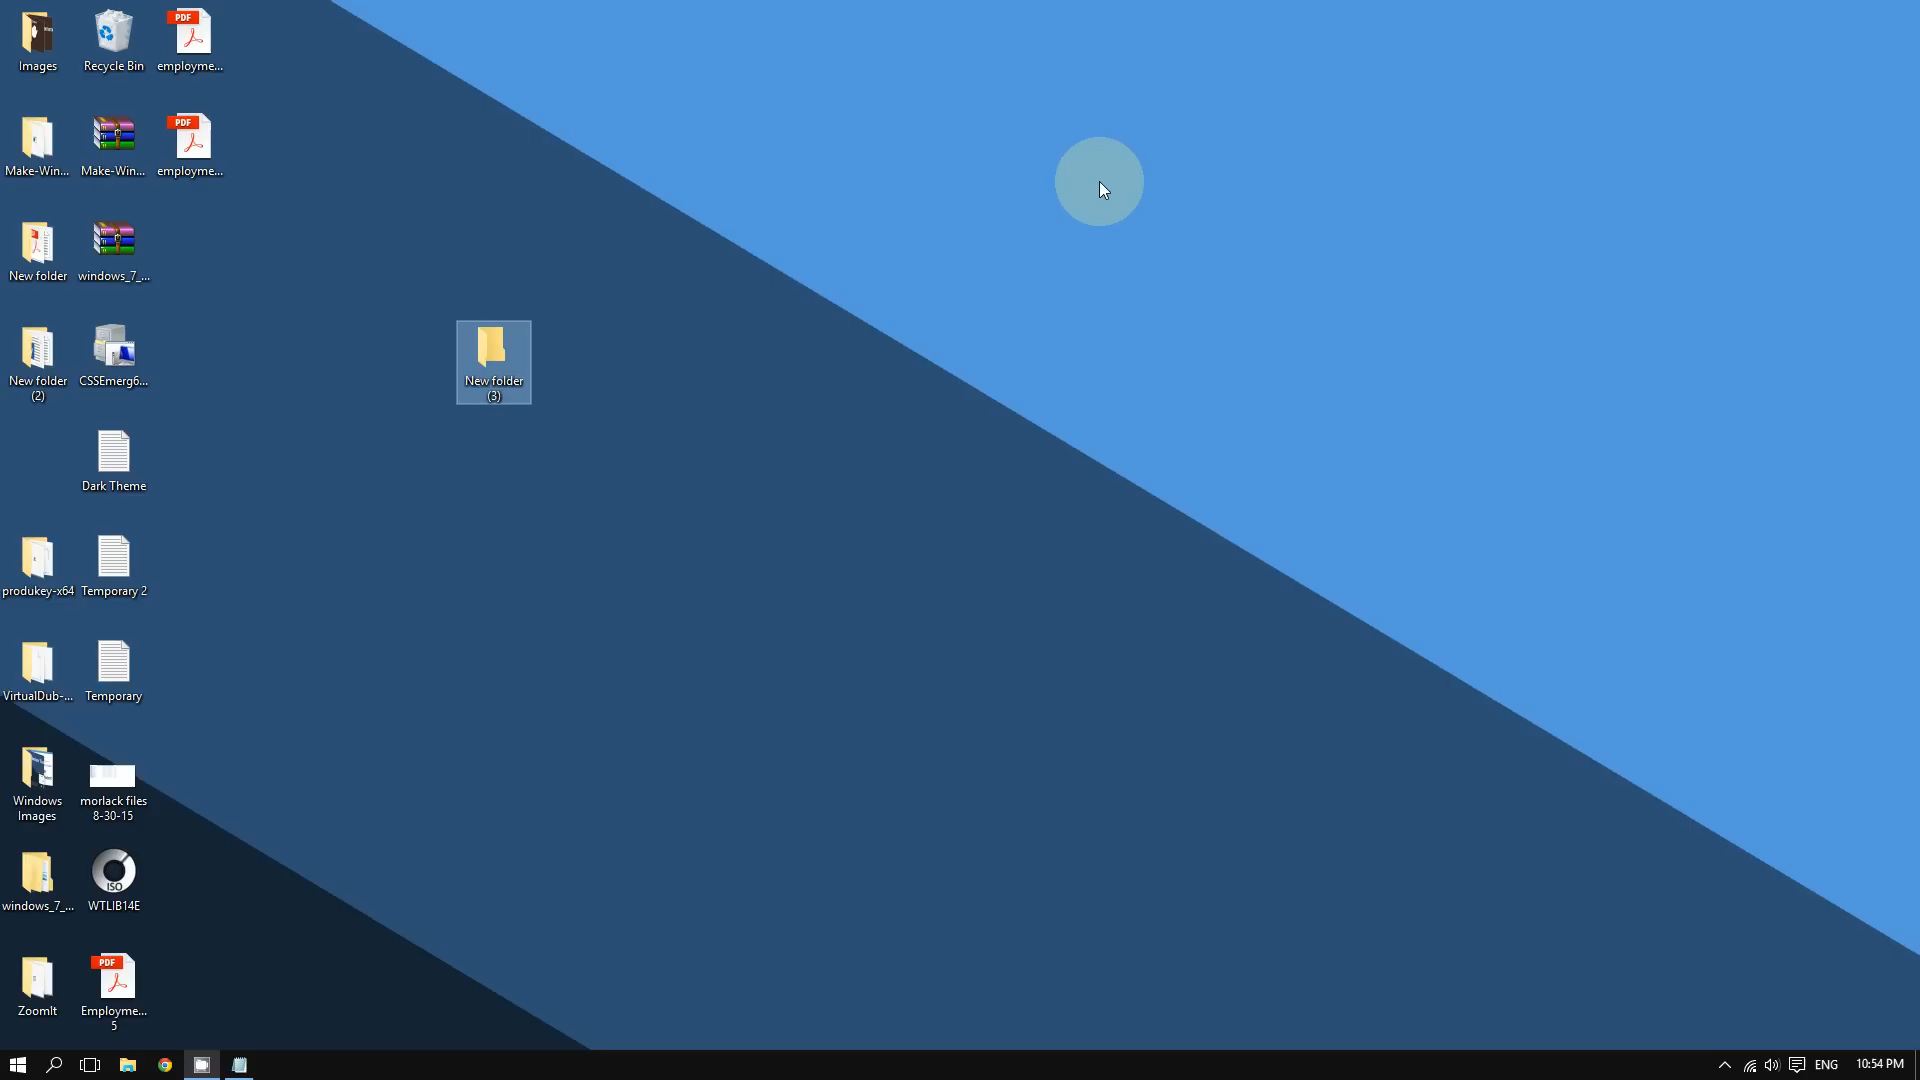 Images
Recycle Bin
PDF
employme...
Make-Win...
Make-Win...
PDF
employme...
New folder
windows_7_...
New folder
(2)
CSSEmerg6...
New folder
(3)
Dark Theme
produkey-x64
Temporary 2
VirtualDub-...
Temporary
Windows
Images
morlack files
8-30-15
windows_7_...
ISO
WTLIB14E
ZoomIt
PDF
Employme...
5
ENG
10:54 PM